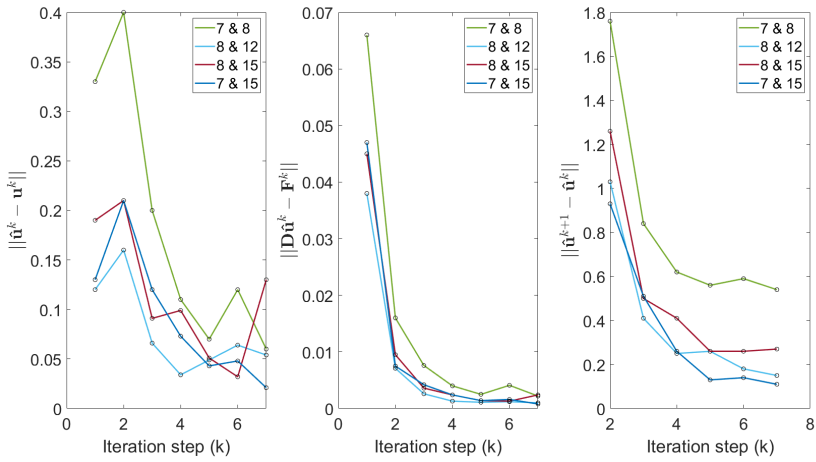 0.4
0.35
0.3
0.25
0.2
0.15
0.1
0.05
0
0 2 4 6
||û^k − u^k||
Iteration step (k)
7 & 8
8 & 12
8 & 15
7 & 15
0.07
0.06
0.05
0.04
0.03
0.02
0.01
0
0 2 4 6
||Dû^k − F^k||
Iteration step (k)
7 & 8
8 & 12
8 & 15
7 & 15
1.8
1.6
1.4
1.2
1
0.8
0.6
0.4
0.2
0
2 4 6 8
||û^{k+1} − û^k||
Iteration step (k)
7 & 8
8 & 12
8 & 15
7 & 15